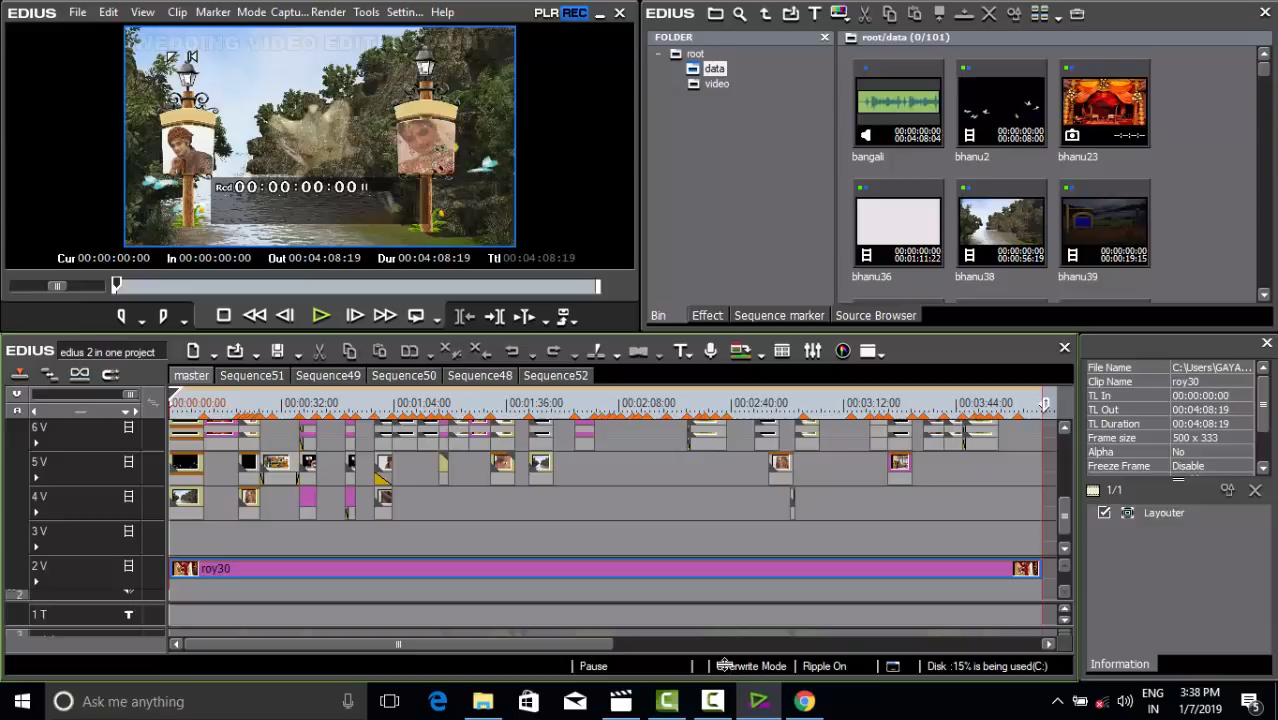 EDIUS File Edit View Clip Marker Mode Captu... Render Tools Settin... Help PLR REC
WEDDING VIDEO EDIT
Rcd 00:00:00:00 II
Cur 00:00:00:00 In 00:00:00:00 Out 00:04:08:19 Dur 00:04:08:19 Ttl 00:04:08:19
EDIUS
FOLDER
root
data
video
root/data (0/101)
00:00:00:00
00:04:08:04
bangali
00:00:00:00
00:00:08:00
bhanu2
--:--:--:--
bhanu23
00:00:00:00
00:01:11:22
bhanu36
00:00:00:00
00:00:56:19
bhanu38
00:00:00:00
00:00:19:15
bhanu39
Bin Effect Sequence marker Source Browser
EDIUS edius 2 in one project
master Sequence51 Sequence49 Sequence50 Sequence48 Sequence52
00:00:00:00 00:00:32:00 00:01:04:00 00:01:36:00 00:02:08:00 00:02:40:00 00:03:12:00 00:03:44:00
6 V
5 V
4 V
3 V
2 V
roy30
2
1 T
T
Pause Overwrite Mode Ripple On Disk :15% is being used(C:)
File Name C:\Users\GAYA...
Clip Name roy30
TL In 00:00:00:00
TL Out 00:04:08:19
TL Duration 00:04:08:19
Frame size 500 x 333
Alpha No
Freeze Frame Disable
1/1
Layouter
Information
Ask me anything
ENG
IN
3:38 PM
1/7/2019
5